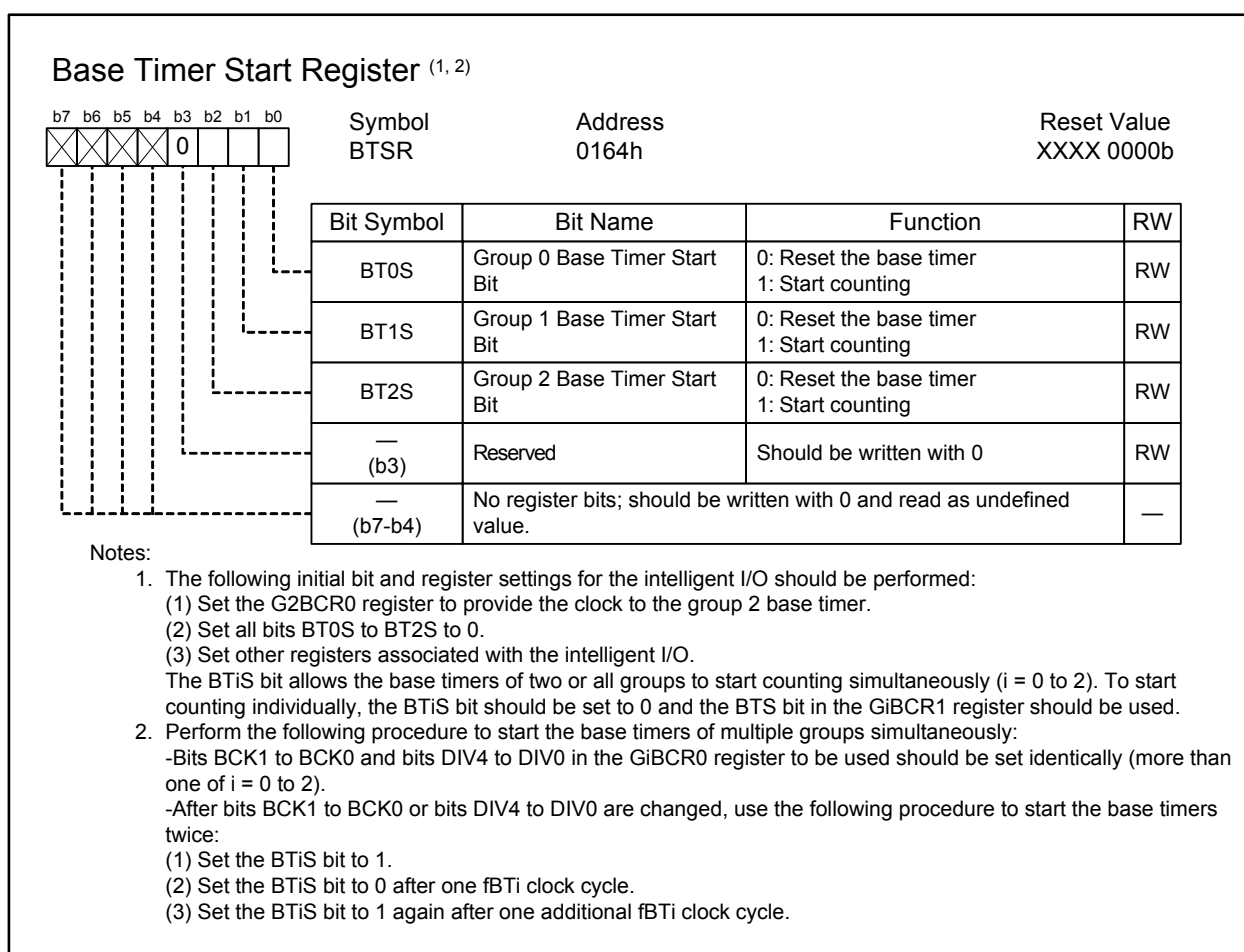 Base Timer Start Register (1, 2)
b7 b6 b5 b4 b3 b2 b1 b0
0
Symbol Address Reset Value
BTSR 0164h XXXX 0000b
Bit Symbol Bit Name Function RW
BT0S Group 0 Base Timer Start Bit 0: Reset the base timer RW
1: Start counting
BT1S Group 1 Base Timer Start Bit 0: Reset the base timer RW
1: Start counting
BT2S Group 2 Base Timer Start Bit 0: Reset the base timer RW
1: Start counting
— (b3) Reserved Should be written with 0 RW
— (b7-b4) No register bits; should be written with 0 and read as undefined value. —
Notes:
1. The following initial bit and register settings for the intelligent I/O should be performed:
(1) Set the G2BCR0 register to provide the clock to the group 2 base timer.
(2) Set all bits BT0S to BT2S to 0.
(3) Set other registers associated with the intelligent I/O.
The BTiS bit allows the base timers of two or all groups to start counting simultaneously (i = 0 to 2). To start
counting individually, the BTiS bit should be set to 0 and the BTS bit in the GiBCR1 register should be used.
2. Perform the following procedure to start the base timers of multiple groups simultaneously:
-Bits BCK1 to BCK0 and bits DIV4 to DIV0 in the GiBCR0 register to be used should be set identically (more than
one of i = 0 to 2).
-After bits BCK1 to BCK0 or bits DIV4 to DIV0 are changed, use the following procedure to start the base timers
twice:
(1) Set the BTiS bit to 1.
(2) Set the BTiS bit to 0 after one fBTi clock cycle.
(3) Set the BTiS bit to 1 again after one additional fBTi clock cycle.